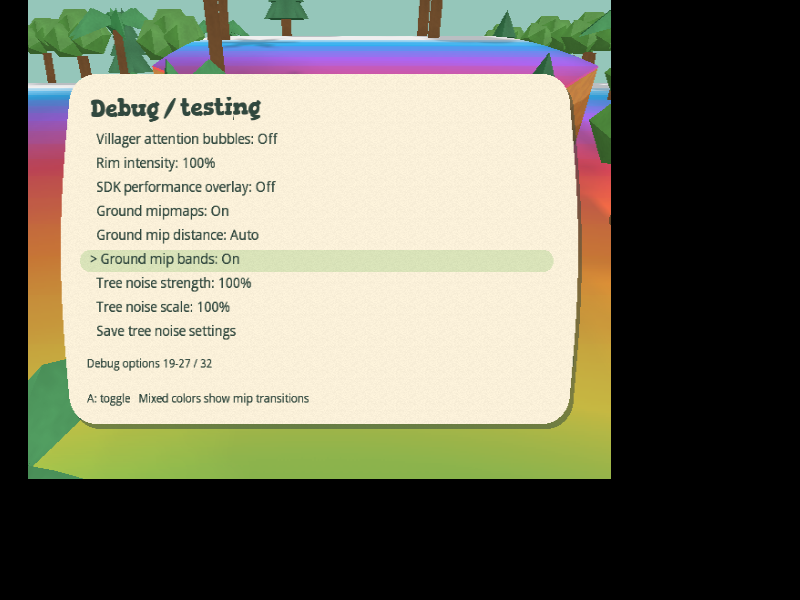 Debug / testing
Villager attention bubbles: Off
Rim intensity: 100%
SDK performance overlay: Off
Ground mipmaps: On
Ground mip distance: Auto
> Ground mip bands: On
Tree noise strength: 100%
Tree noise scale: 100%
Save tree noise settings
Debug options 19-27 / 32
A: toggle   Mixed colors show mip transitions